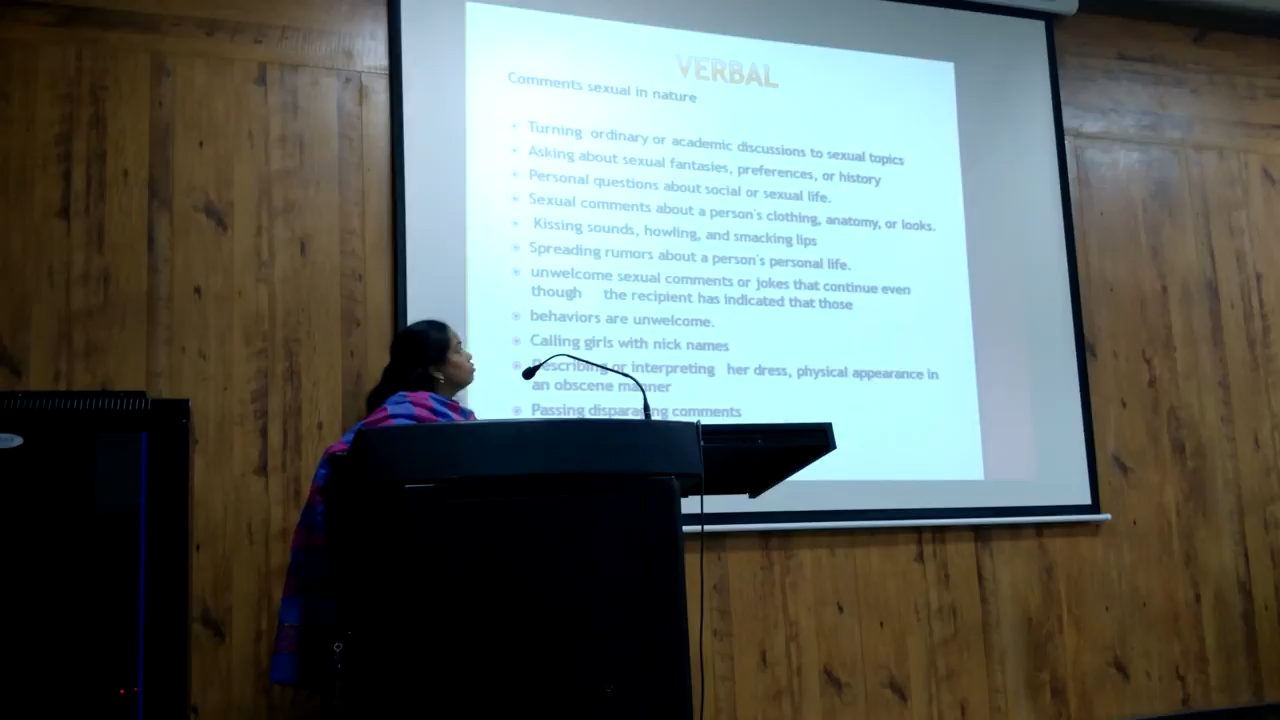 VERBAL
Comments sexual in nature
Turning ordinary or academic discussions to sexual topics
Asking about sexual fantasies, preferences, or history
Personal questions about social or sexual life.
Sexual comments about a person's clothing, anatomy, or looks.
Kissing sounds, howling, and smacking lips
Spreading rumors about a person's personal life.
unwelcome sexual comments or jokes that continue even
though the recipient has indicated that those
behaviors are unwelcome.
Calling girls with nick names
Describing or interpreting her dress, physical appearance in
an obscene manner
Passing disparaging comments